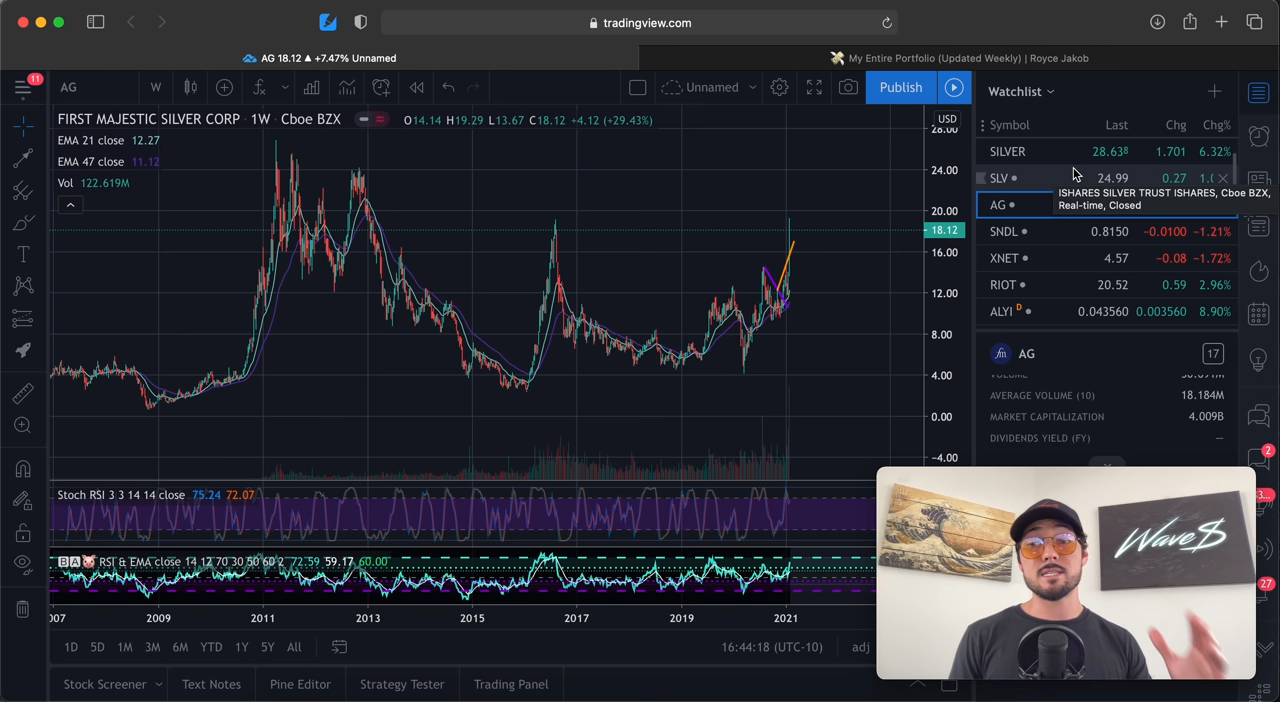 tradingview.com
AG 18.12 ▲ +7.47% Unnamed
💸 My Entire Portfolio (Updated Weekly) | Royce Jakob
11
AG
W
Unnamed
Publish
Watchlist
FIRST MAJESTIC SILVER CORP · 1W · Cboe BZX
O14.14 H19.29 L13.67 C18.12 +4.12 (+29.43%)
USD
EMA 21 close 12.27
EMA 47 close 11.12
Vol 122.619M
28.00
24.00
20.00
18.12
16.00
12.00
8.00
4.00
0.00
−4.00
Symbol Last Chg Chg%
SILVER 28.638 1.701 6.32%
SLV 24.99 0.27
ISHARES SILVER TRUST ISHARES, Cboe BZX,
Real-time, Closed
AG
SNDL 0.8150 −0.0100 −1.21%
XNET 4.57 −0.08 −1.72%
RIOT 20.52 0.59 2.96%
ALYI D 0.043560 0.003560 8.90%
fm AG 17
VOLUME
AVERAGE VOLUME (10) 18.184M
MARKET CAPITALIZATION 4.009B
DIVIDENDS YIELD (FY) —
Stoch RSI 3 3 14 14 close 75.24 72.07
BA🐷 RSI & EMA close 14 12 70 30 50 60 2 72.59 59.17 60.00
2009 2011 2013 2015 2017 2019 2021
1D 5D 1M 3M 6M YTD 1Y 5Y All
16:44:18 (UTC-10)
adj
Stock Screener Text Notes Pine Editor Strategy Tester Trading Panel
Wave$
2
27